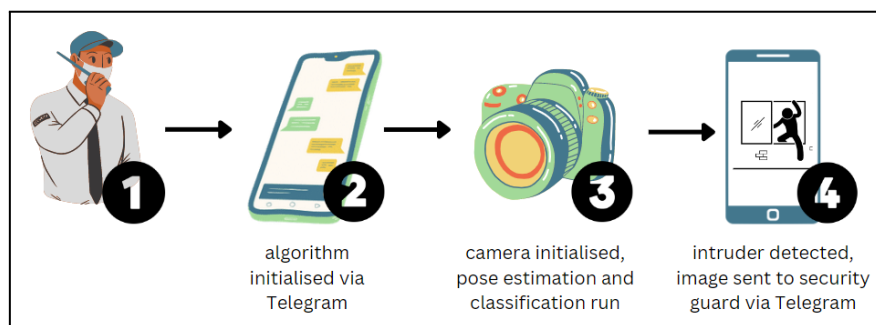 1
2
3
4
algorithm
initialised via
Telegram
camera initialised,
pose estimation and
classification run
intruder detected,
image sent to security
guard via Telegram